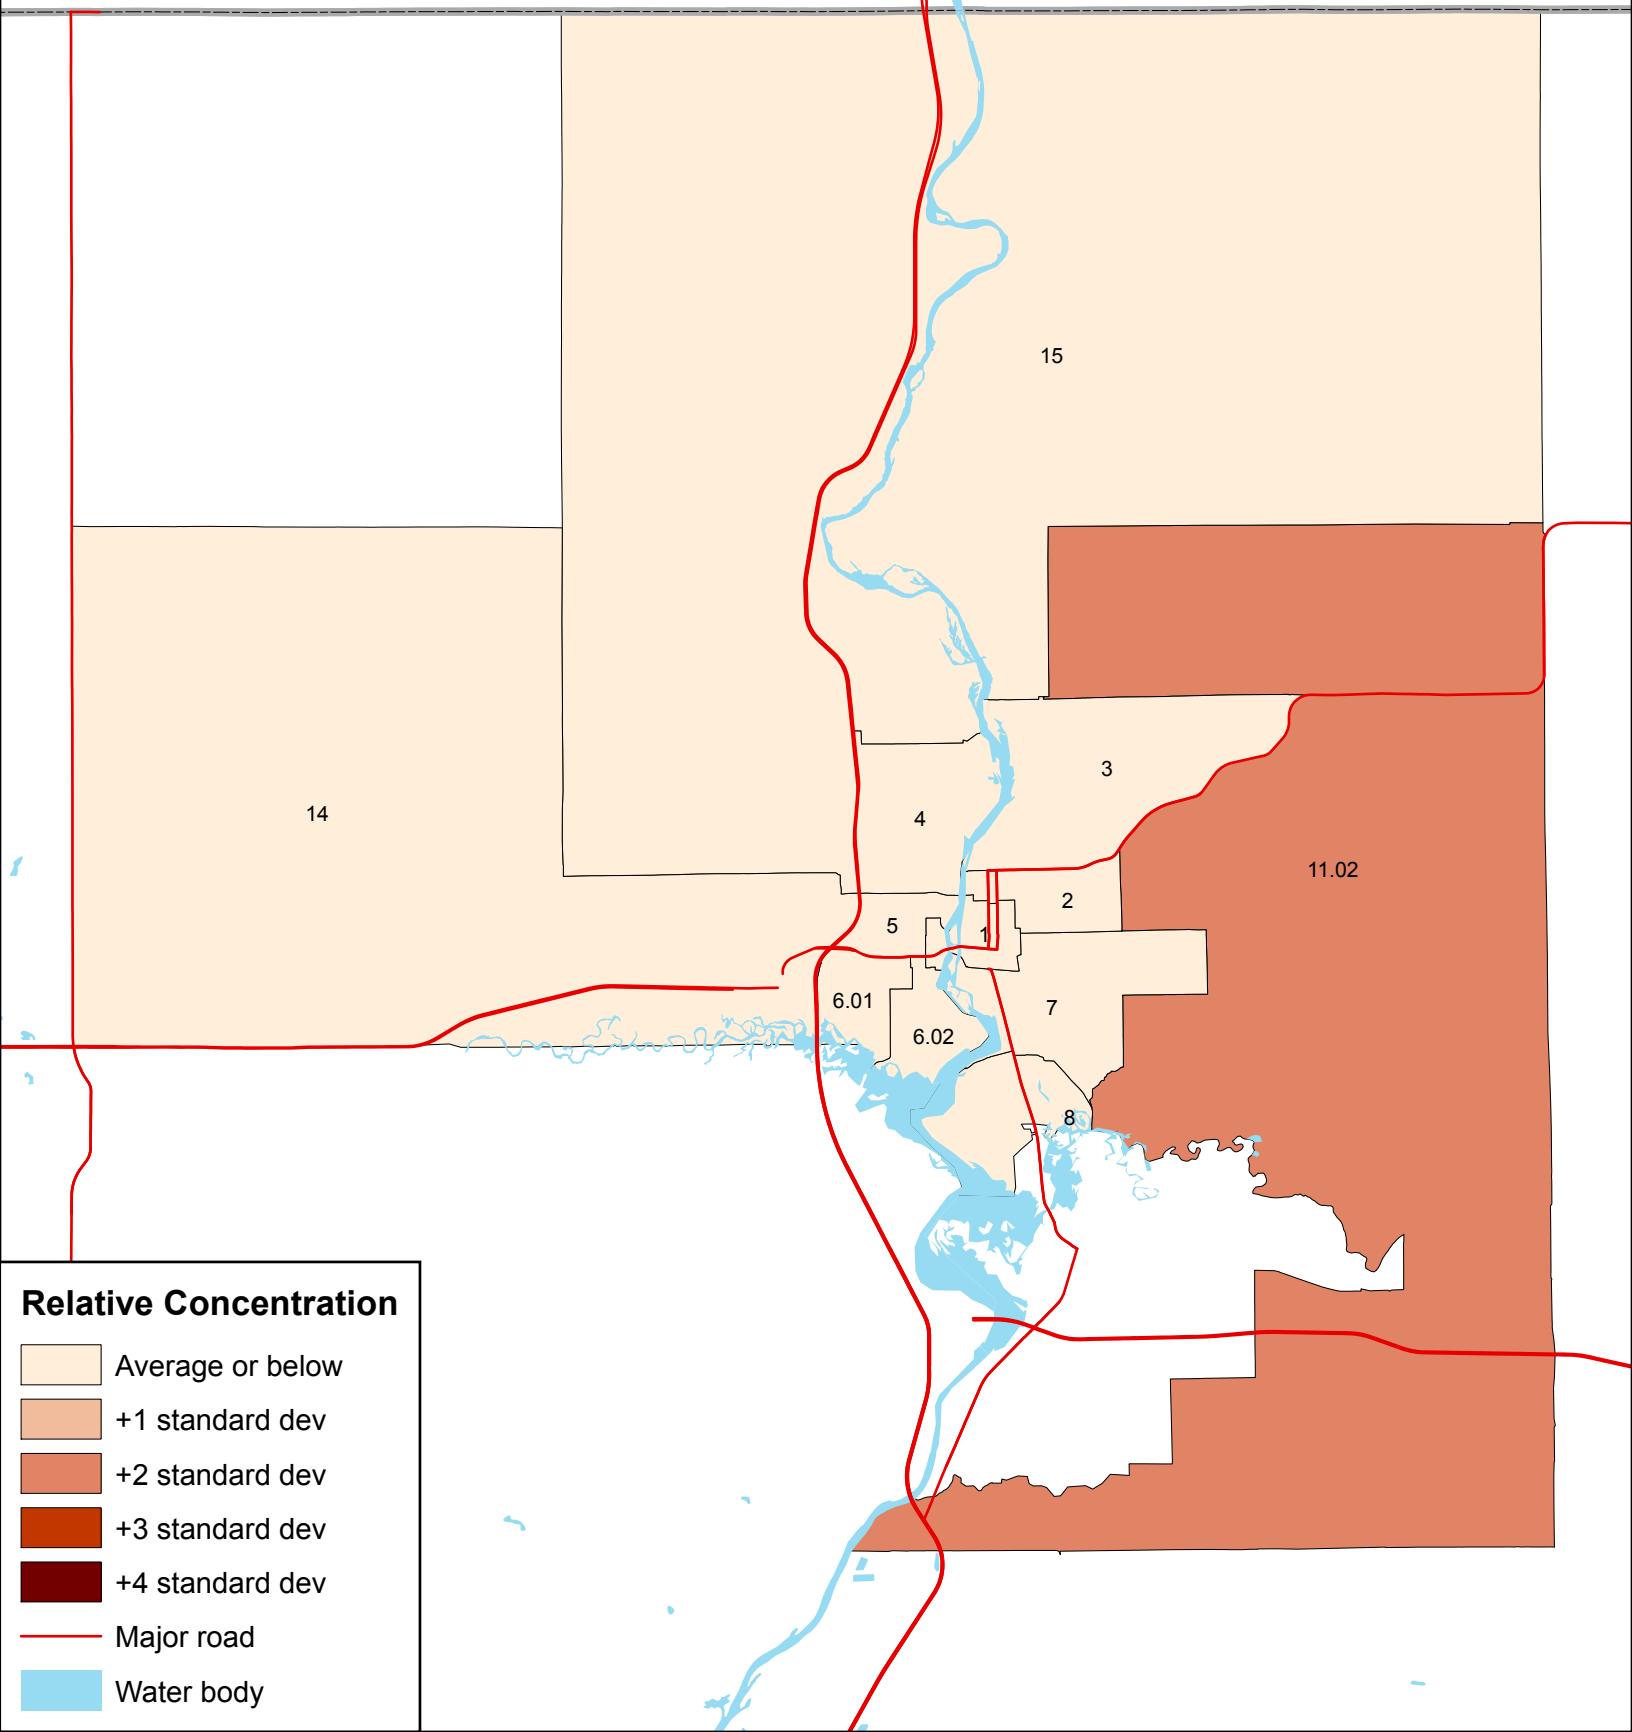 15
3
14
4
11.02
2
5
1
6.01
7
6.02
8
Relative Concentration
Average or below
+1 standard dev
+2 standard dev
+3 standard dev
+4 standard dev
Major road
Water body